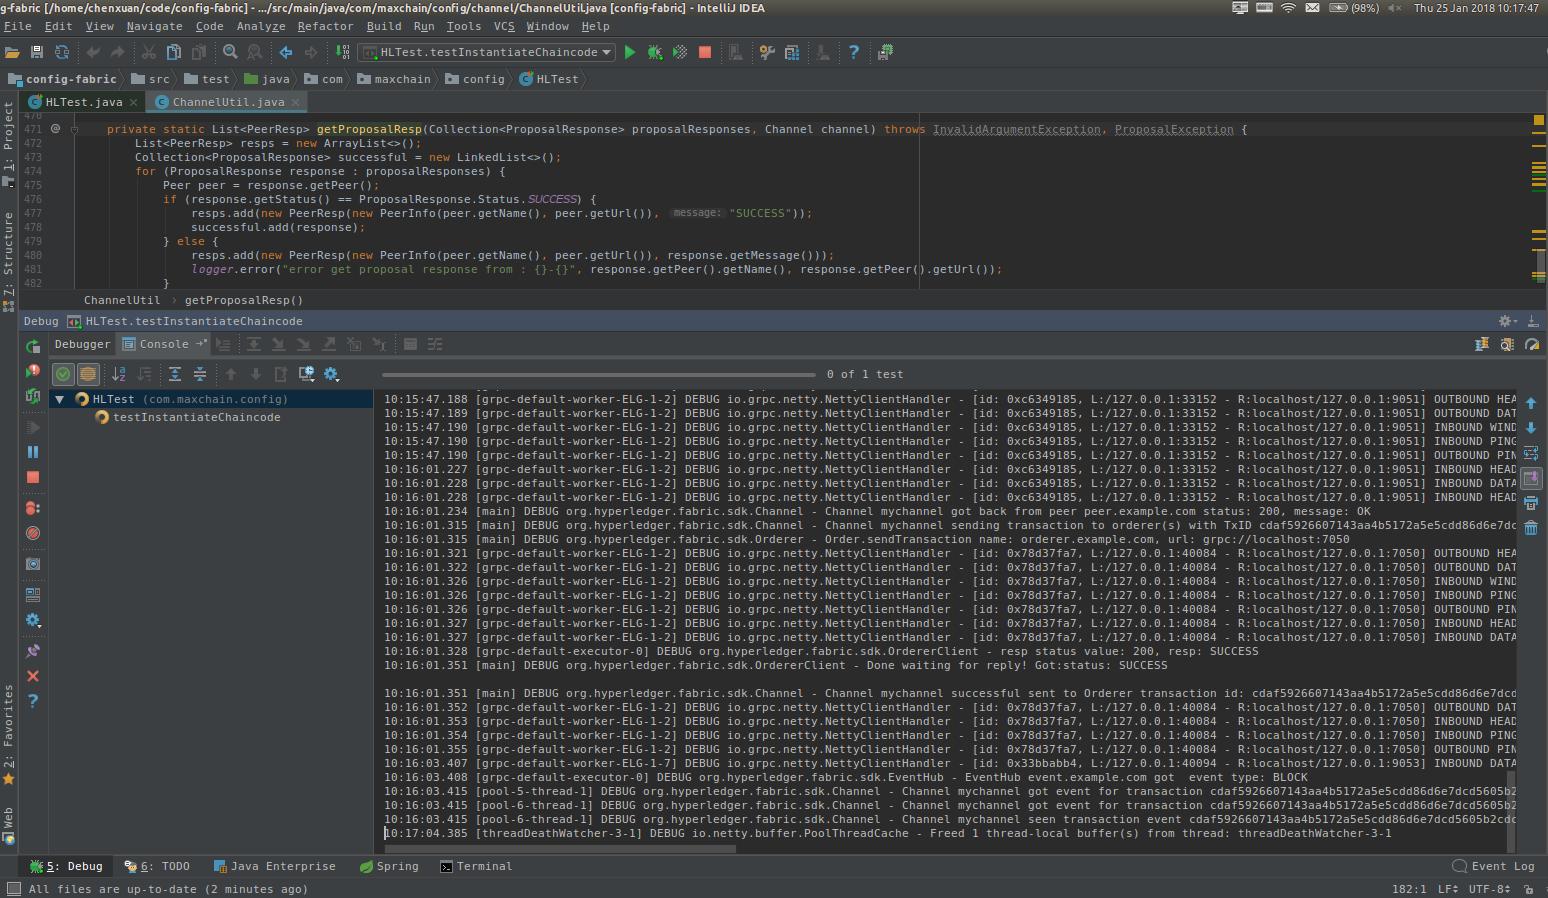 g-fabric [/home/chenxuan/code/config-fabric] - .../src/main/java/com/maxchain/config/channel/ChannelUtil.java [config-fabric] - IntelliJ IDEA
(98%)
Thu 25 Jan 2018 10:17:47
File Edit View Navigate Code Analyze Refactor Build Run Tools VCS Window Help
HLTest.testInstantiateChaincode
config-fabric src test java com maxchain config HLTest
HLTest.java ChannelUtil.java
1: Project
7: Structure
2: Favorites
Web
470
471 private static List<PeerResp> getProposalResp(Collection<ProposalResponse> proposalResponses, Channel channel) throws InvalidArgumentException, ProposalException {
472 List<PeerResp> resps = new ArrayList<>();
473 Collection<ProposalResponse> successful = new LinkedList<>();
474 for (ProposalResponse response : proposalResponses) {
475 Peer peer = response.getPeer();
476 if (response.getStatus() == ProposalResponse.Status.SUCCESS) {
477 resps.add(new PeerResp(new PeerInfo(peer.getName(), peer.getUrl()), message: "SUCCESS"));
478 successful.add(response);
479 } else {
480 resps.add(new PeerResp(new PeerInfo(peer.getName(), peer.getUrl()), response.getMessage()));
481 logger.error("error get proposal response from : {}-{}", response.getPeer().getName(), response.getPeer().getUrl());
482 }
ChannelUtil › getProposalResp()
Debug HLTest.testInstantiateChaincode
Debugger Console
0 of 1 test
HLTest (com.maxchain.config)
testInstantiateChaincode
10:15:47.188 [grpc-default-worker-ELG-1-2] DEBUG io.grpc.netty.NettyClientHandler - [id: 0xc6349185, L:/127.0.0.1:33152 - R:localhost/127.0.0.1:9051] OUTBOUND HEA
10:15:47.189 [grpc-default-worker-ELG-1-2] DEBUG io.grpc.netty.NettyClientHandler - [id: 0xc6349185, L:/127.0.0.1:33152 - R:localhost/127.0.0.1:9051] OUTBOUND DAT
10:15:47.190 [grpc-default-worker-ELG-1-2] DEBUG io.grpc.netty.NettyClientHandler - [id: 0xc6349185, L:/127.0.0.1:33152 - R:localhost/127.0.0.1:9051] INBOUND WIND
10:15:47.190 [grpc-default-worker-ELG-1-2] DEBUG io.grpc.netty.NettyClientHandler - [id: 0xc6349185, L:/127.0.0.1:33152 - R:localhost/127.0.0.1:9051] INBOUND PING
10:15:47.190 [grpc-default-worker-ELG-1-2] DEBUG io.grpc.netty.NettyClientHandler - [id: 0xc6349185, L:/127.0.0.1:33152 - R:localhost/127.0.0.1:9051] OUTBOUND PIN
10:16:01.227 [grpc-default-worker-ELG-1-2] DEBUG io.grpc.netty.NettyClientHandler - [id: 0xc6349185, L:/127.0.0.1:33152 - R:localhost/127.0.0.1:9051] INBOUND HEAD
10:16:01.228 [grpc-default-worker-ELG-1-2] DEBUG io.grpc.netty.NettyClientHandler - [id: 0xc6349185, L:/127.0.0.1:33152 - R:localhost/127.0.0.1:9051] INBOUND DATA
10:16:01.228 [grpc-default-worker-ELG-1-2] DEBUG io.grpc.netty.NettyClientHandler - [id: 0xc6349185, L:/127.0.0.1:33152 - R:localhost/127.0.0.1:9051] INBOUND HEAD
10:16:01.234 [main] DEBUG org.hyperledger.fabric.sdk.Channel - Channel mychannel got back from peer peer.example.com status: 200, message: OK
10:16:01.315 [main] DEBUG org.hyperledger.fabric.sdk.Channel - Channel mychannel sending transaction to orderer(s) with TxID cdaf5926607143aa4b5172a5e5cdd86d6e7dc
10:16:01.315 [main] DEBUG org.hyperledger.fabric.sdk.Orderer - Order.sendTransaction name: orderer.example.com, url: grpc://localhost:7050
10:16:01.321 [grpc-default-worker-ELG-1-2] DEBUG io.grpc.netty.NettyClientHandler - [id: 0x78d37fa7, L:/127.0.0.1:40084 - R:localhost/127.0.0.1:7050] OUTBOUND HEA
10:16:01.322 [grpc-default-worker-ELG-1-2] DEBUG io.grpc.netty.NettyClientHandler - [id: 0x78d37fa7, L:/127.0.0.1:40084 - R:localhost/127.0.0.1:7050] OUTBOUND DAT
10:16:01.326 [grpc-default-worker-ELG-1-2] DEBUG io.grpc.netty.NettyClientHandler - [id: 0x78d37fa7, L:/127.0.0.1:40084 - R:localhost/127.0.0.1:7050] INBOUND WIND
10:16:01.326 [grpc-default-worker-ELG-1-2] DEBUG io.grpc.netty.NettyClientHandler - [id: 0x78d37fa7, L:/127.0.0.1:40084 - R:localhost/127.0.0.1:7050] INBOUND PING
10:16:01.326 [grpc-default-worker-ELG-1-2] DEBUG io.grpc.netty.NettyClientHandler - [id: 0x78d37fa7, L:/127.0.0.1:40084 - R:localhost/127.0.0.1:7050] OUTBOUND PIN
10:16:01.327 [grpc-default-worker-ELG-1-2] DEBUG io.grpc.netty.NettyClientHandler - [id: 0x78d37fa7, L:/127.0.0.1:40084 - R:localhost/127.0.0.1:7050] INBOUND HEAD
10:16:01.327 [grpc-default-worker-ELG-1-2] DEBUG io.grpc.netty.NettyClientHandler - [id: 0x78d37fa7, L:/127.0.0.1:40084 - R:localhost/127.0.0.1:7050] INBOUND DATA
10:16:01.328 [grpc-default-executor-0] DEBUG org.hyperledger.fabric.sdk.OrdererClient - resp status value: 200, resp: SUCCESS
10:16:01.351 [main] DEBUG org.hyperledger.fabric.sdk.OrdererClient - Done waiting for reply! Got:status: SUCCESS
10:16:01.351 [main] DEBUG org.hyperledger.fabric.sdk.Channel - Channel mychannel successful sent to Orderer transaction id: cdaf5926607143aa4b5172a5e5cdd86d6e7dcd
10:16:01.352 [grpc-default-worker-ELG-1-2] DEBUG io.grpc.netty.NettyClientHandler - [id: 0x78d37fa7, L:/127.0.0.1:40084 - R:localhost/127.0.0.1:7050] OUTBOUND DAT
10:16:01.353 [grpc-default-worker-ELG-1-2] DEBUG io.grpc.netty.NettyClientHandler - [id: 0x78d37fa7, L:/127.0.0.1:40084 - R:localhost/127.0.0.1:7050] INBOUND HEAD
10:16:01.354 [grpc-default-worker-ELG-1-2] DEBUG io.grpc.netty.NettyClientHandler - [id: 0x78d37fa7, L:/127.0.0.1:40084 - R:localhost/127.0.0.1:7050] INBOUND PING
10:16:01.355 [grpc-default-worker-ELG-1-2] DEBUG io.grpc.netty.NettyClientHandler - [id: 0x78d37fa7, L:/127.0.0.1:40084 - R:localhost/127.0.0.1:7050] OUTBOUND PIN
10:16:03.407 [grpc-default-worker-ELG-1-7] DEBUG io.grpc.netty.NettyClientHandler - [id: 0x33bbabb4, L:/127.0.0.1:40094 - R:localhost/127.0.0.1:9053] INBOUND DATA
10:16:03.408 [grpc-default-executor-0] DEBUG org.hyperledger.fabric.sdk.EventHub - EventHub event.example.com got  event type: BLOCK
10:16:03.415 [pool-5-thread-1] DEBUG org.hyperledger.fabric.sdk.Channel - Channel mychannel got event for transaction cdaf5926607143aa4b5172a5e5cdd86d6e7dcd5605b2
10:16:03.415 [pool-6-thread-1] DEBUG org.hyperledger.fabric.sdk.Channel - Channel mychannel got event for transaction cdaf5926607143aa4b5172a5e5cdd86d6e7dcd5605b2
10:16:03.415 [pool-6-thread-1] DEBUG org.hyperledger.fabric.sdk.Channel - Channel mychannel seen transaction event cdaf5926607143aa4b5172a5e5cdd86d6e7dcd5605b2cdc
10:17:04.385 [threadDeathWatcher-3-1] DEBUG io.netty.buffer.PoolThreadCache - Freed 1 thread-local buffer(s) from thread: threadDeathWatcher-3-1
5: Debug 6: TODO Java Enterprise Spring Terminal Event Log
All files are up-to-date (2 minutes ago) 182:1 LF UTF-8